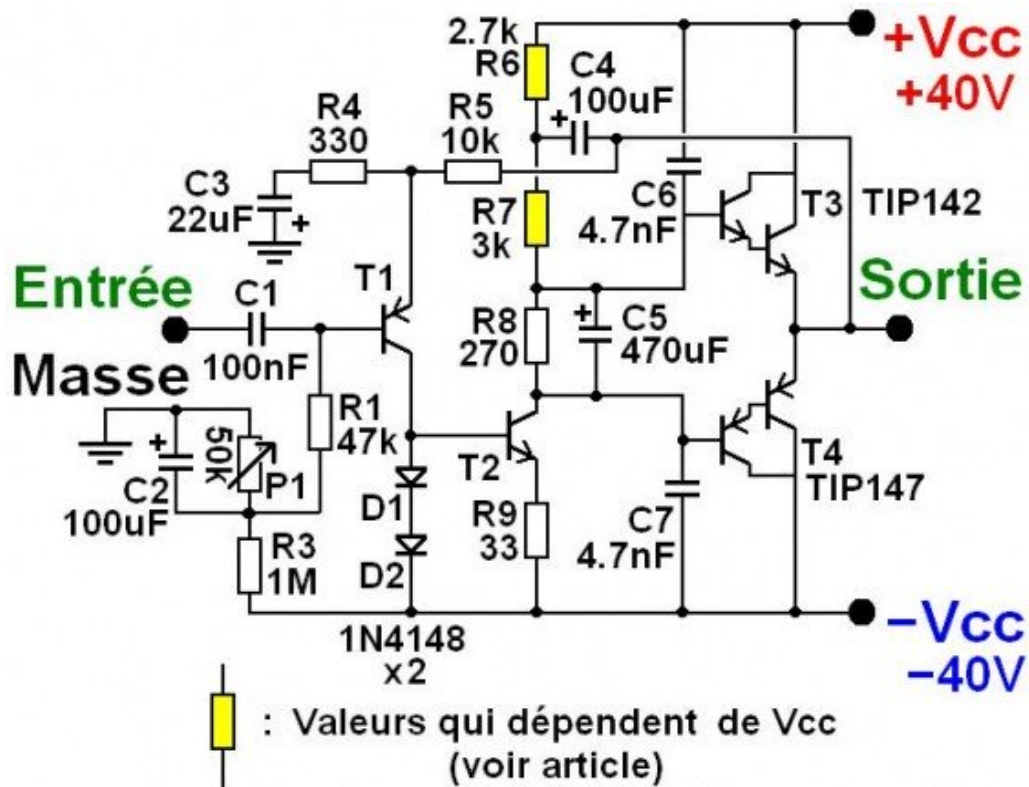 2.7k
R6
C4
100uF
+Vcc
+40V
R4
330
R5
10k
C3
22uF
+
+
R7
3k
C6
4.7nF
T3
TIP142
Entrée
C1
100nF
T1
Sortie
Masse
R8
270
+
C5
470uF
R1
47k
+
50k
P1
C2
100uF
T2
T4
TIP147
D1
R9
33
C7
4.7nF
R3
1M
D2
1N4148
x2
−Vcc
−40V
: Valeurs qui dépendent de Vcc
(voir article)